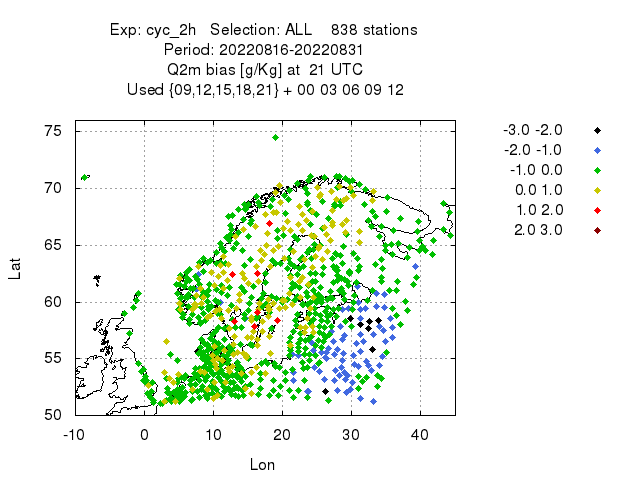 Exp: cyc_2h   Selection: ALL    838 stations
Period: 20220816-20220831
Q2m bias [g/Kg] at  21 UTC
Used {09,12,15,18,21} + 00 03 06 09 12
75
70
65
60
55
50
Lat
-10 0 10 20 30 40
Lon
-3.0 -2.0
-2.0 -1.0
-1.0 0.0
0.0 1.0
1.0 2.0
2.0 3.0